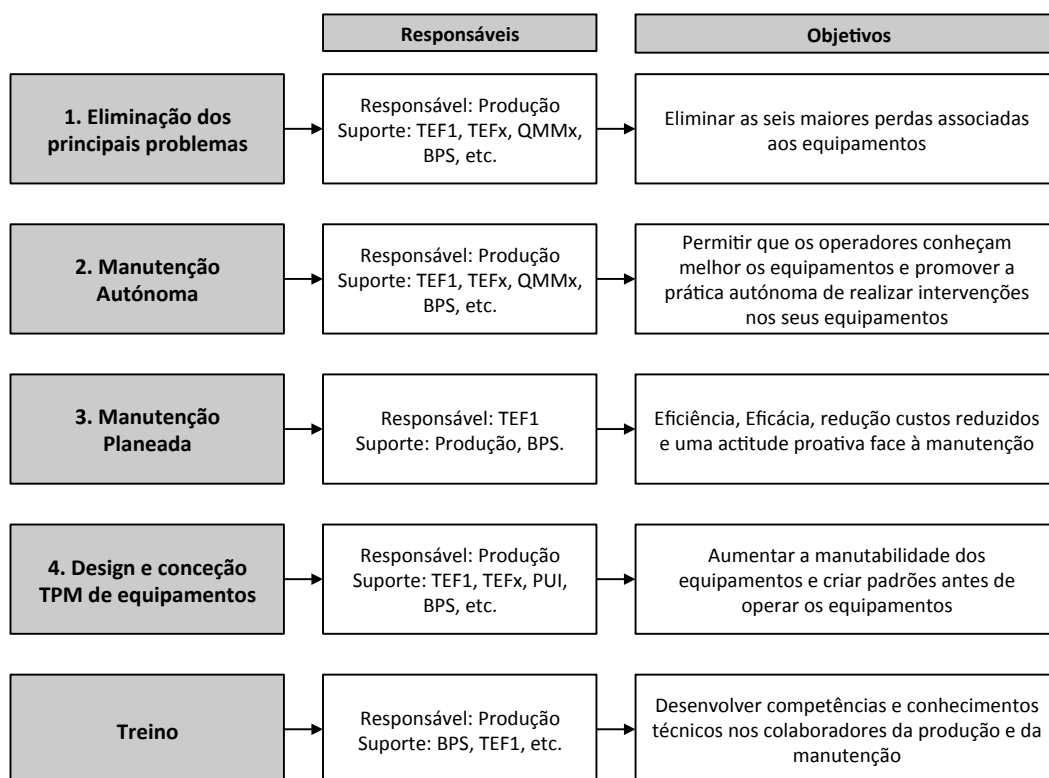 Responsáveis
Objetivos
1. Eliminação dos
principais problemas
Responsável: Produção
Suporte: TEF1, TEFx, QMMx,
BPS, etc.
Eliminar as seis maiores perdas associadas
aos equipamentos
2. Manutenção
Autónoma
Responsável: Produção
Suporte: TEF1, TEFx, QMMx,
BPS, etc.
Permitir que os operadores conheçam
melhor os equipamentos e promover a
prática autónoma de realizar intervenções
nos seus equipamentos
3. Manutenção
Planeada
Responsável: TEF1
Suporte: Produção, BPS.
Eficiência, Eficácia, redução custos reduzidos
e uma actitude proativa face à manutenção
4. Design e conceção
TPM de equipamentos
Responsável: Produção
Suporte: TEF1, TEFx, PUI,
BPS, etc.
Aumentar a manutabilidade dos
equipamentos e criar padrões antes de
operar os equipamentos
Treino
Responsável: Produção
Suporte: BPS, TEF1, etc.
Desenvolver competências e conhecimentos
técnicos nos colaboradores da produção e da
manutenção